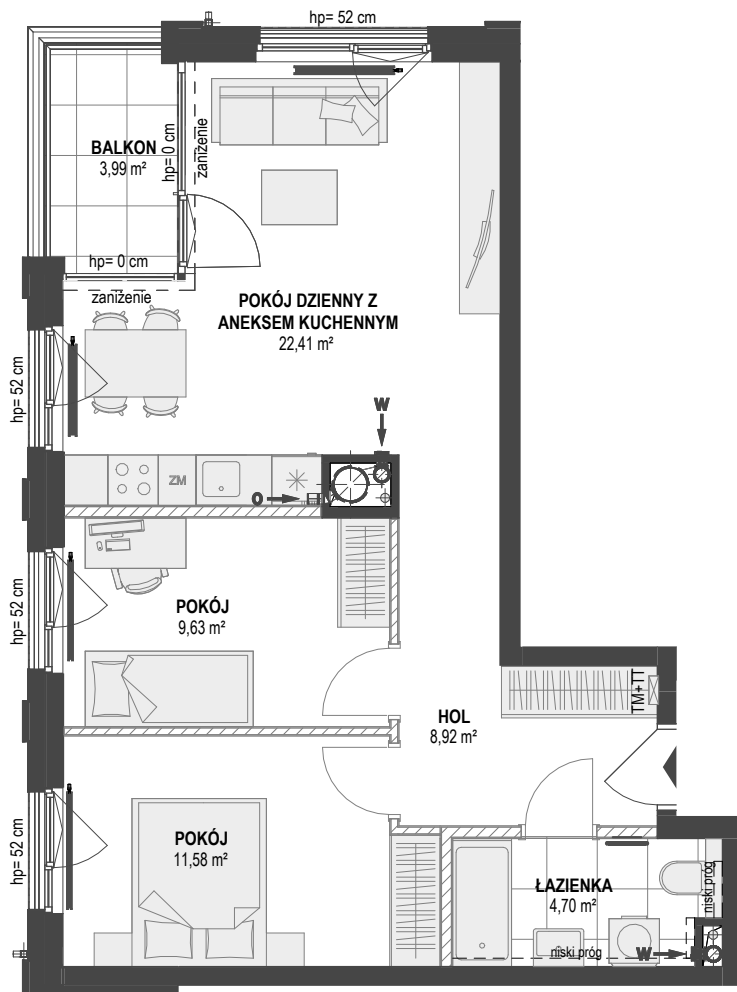 hp= 52 cm
BALKON
3,99 m²
hp= 0 cm
zaniżenie
hp= 0 cm
zaniżenie
POKÓJ DZIENNY Z
ANEKSEM KUCHENNYM
22,41 m²
hp= 52 cm
W
ZM
O
POKÓJ
9,63 m²
hp= 52 cm
TM+TT
HOL
8,92 m²
POKÓJ
11,58 m²
hp= 52 cm
ŁAZIENKA
4,70 m²
niski próg
niski próg
W